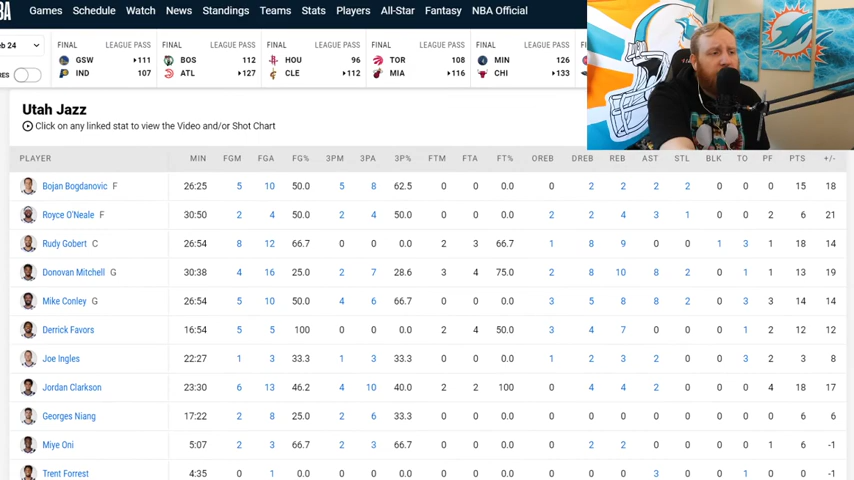 BA Games Schedule Watch News Standings Teams Stats Players All-Star Fantasy NBA Official
eb 24 FINAL LEAGUE PASS FINAL LEAGUE PASS FINAL LEAGUE PASS FINAL LEAGUE PASS FINAL LEAGUE PASS
GSW 111 BOS 112 HOU 96 TOR 108 MIN 126
RES IND 107 ATL 127 CLE 112 MIA 116 CHI 133
Utah Jazz
Click on any linked stat to view the Video and/or Shot Chart
PLAYER MIN FGM FGA FG% 3PM 3PA 3P% FTM FTA FT% OREB DREB REB AST STL BLK TO PF PTS +/-
Bojan Bogdanovic F 26:25 5 10 50.0 5 8 62.5 0 0 0.0 0 2 2 2 2 0 0 0 15 18
Royce O'Neale F 30:50 2 4 50.0 2 4 50.0 0 0 0.0 2 2 4 3 1 0 0 2 6 21
Rudy Gobert C 26:54 8 12 66.7 0 0 0.0 2 3 66.7 1 8 9 0 0 1 3 1 18 14
Donovan Mitchell G 30:38 4 16 25.0 2 7 28.6 3 4 75.0 2 8 10 8 2 0 1 1 13 19
Mike Conley G 26:54 5 10 50.0 4 6 66.7 0 0 0.0 3 5 8 8 2 0 3 3 14 14
Derrick Favors 16:54 5 5 100 0 0 0.0 2 4 50.0 3 4 7 0 0 0 1 2 12 12
Joe Ingles 22:27 1 3 33.3 1 3 33.3 0 0 0.0 1 2 3 2 0 0 3 2 3 8
Jordan Clarkson 23:30 6 13 46.2 4 10 40.0 2 2 100 0 4 4 2 0 0 0 4 18 17
Georges Niang 17:22 2 8 25.0 2 6 33.3 0 0 0.0 0 0 0 0 0 0 0 0 6 6
Miye Oni 5:07 2 3 66.7 2 3 66.7 0 0 0.0 0 2 2 0 0 0 0 1 6 -1
Trent Forrest 4:35 0 1 0.0 0 0 0.0 0 0 0.0 0 0 0 3 0 0 1 0 0 -1